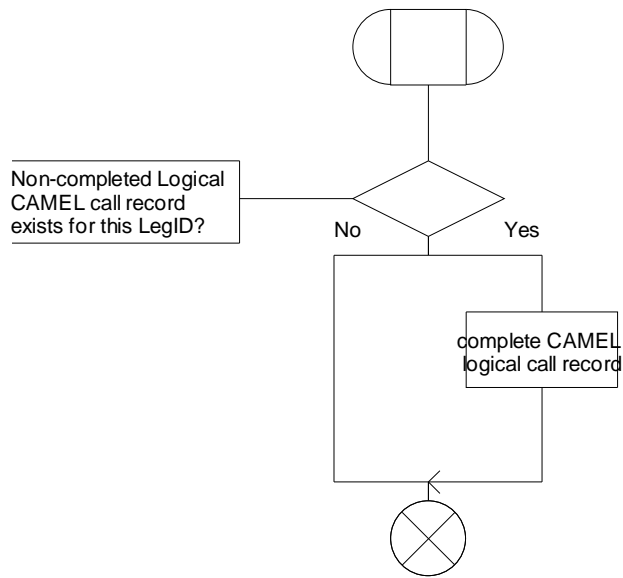 Non-completed Logical
CAMEL call record
exists for this LegID?
No
Yes
complete CAMEL
logical call record